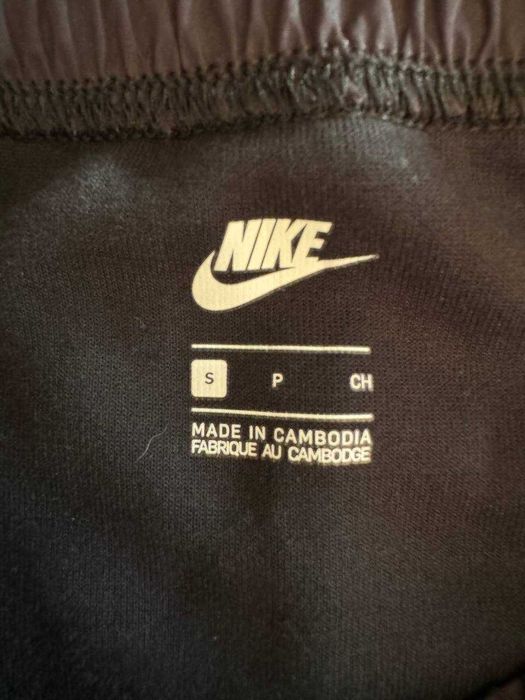 NIKE
S P CH
MADE IN CAMBODIA
FABRIQUE AU CAMBODGE